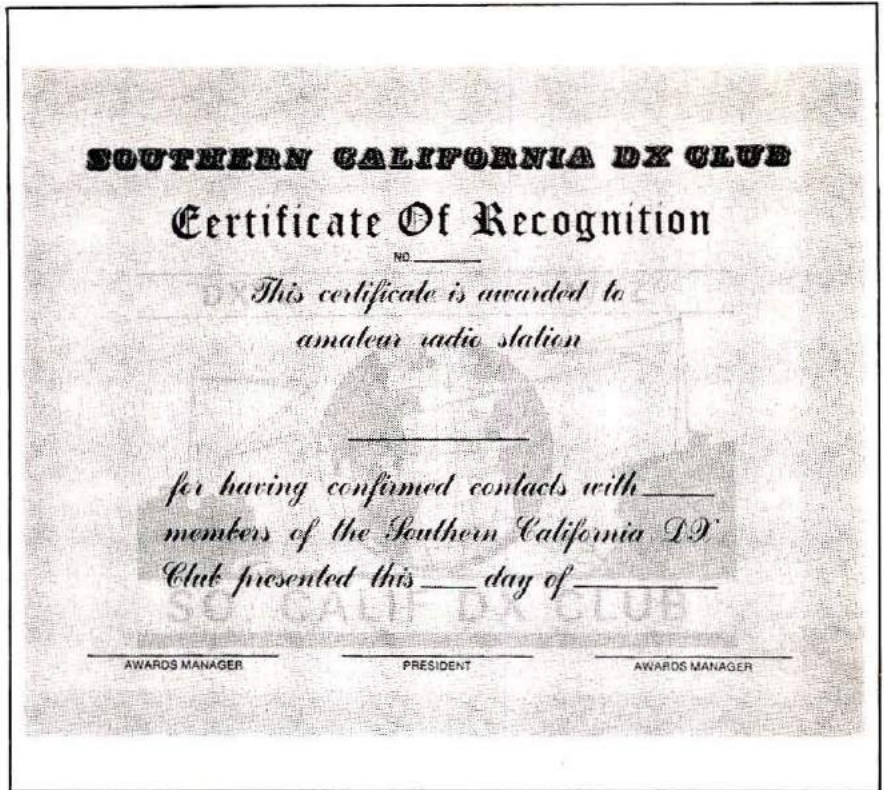 SOUTHERN CALIFORNIA DX CLUB
Certificate Of Recognition
NO.
DX
This certificate is awarded to
amateur radio station
for having confirmed contacts with
members of the Southern California DX
Club presented this day of
SO CALIF DX CLUB
AWARDS MANAGER PRESIDENT AWARDS MANAGER